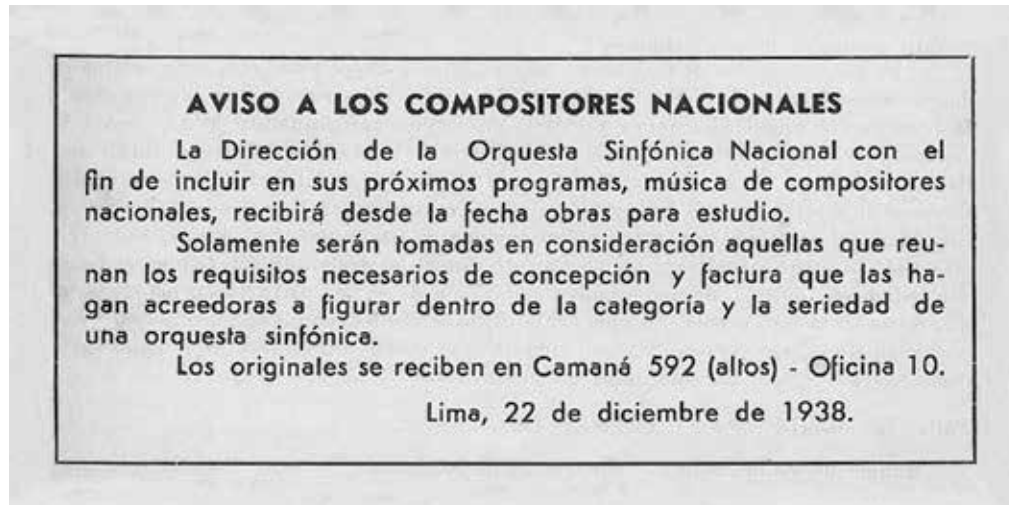 AVISO A LOS COMPOSITORES NACIONALES
La Dirección de la Orquesta Sinfónica Nacional con el
fin de incluir en sus próximos programas, música de compositores
nacionales, recibirá desde la fecha obras para estudio.
Solamente serán tomadas en consideración aquellas que reu-
nan los requisitos necesarios de concepción y factura que las ha-
gan acreedoras a figurar dentro de la categoría y la seriedad de
una orquesta sinfónica.
Los originales se reciben en Camaná 592 (altos) - Oficina 10.
Lima, 22 de diciembre de 1938.